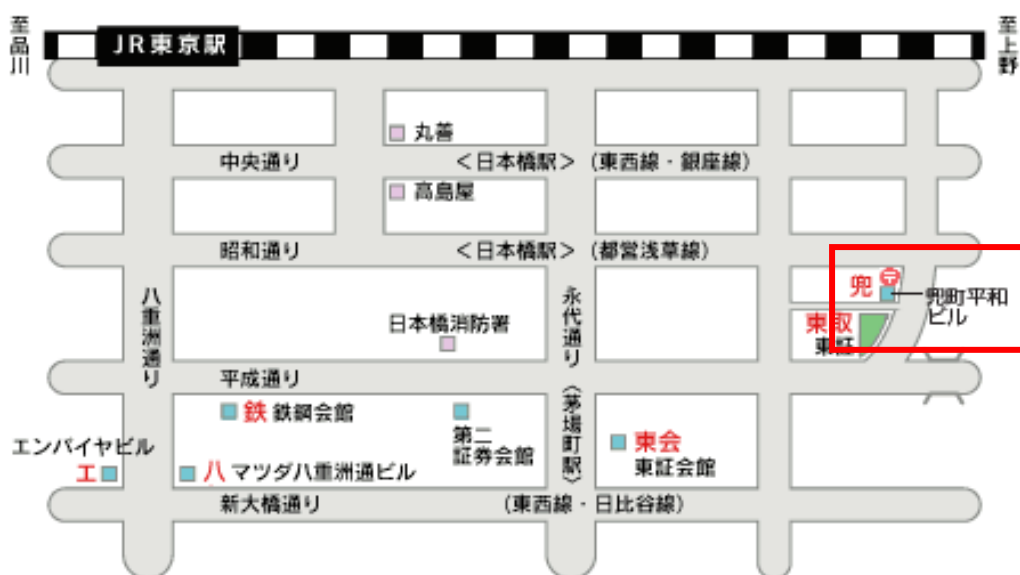 至品川
JR東京駅
至上野
丸善
中央通り
<日本橋駅>(東西線・銀座線)
高島屋
昭和通り
<日本橋駅>(都営浅草線)
八重洲通り
永代通り(茅場町駅)
兜
〒
兜町平和
ビル
日本橋消防署
東取
東証
平成通り
鉄 鉄鋼会館
第二
証券会館
東会
東証会館
エンパイヤビル
エ
八 マツダ八重洲通ビル
新大橋通り
(東西線・日比谷線)